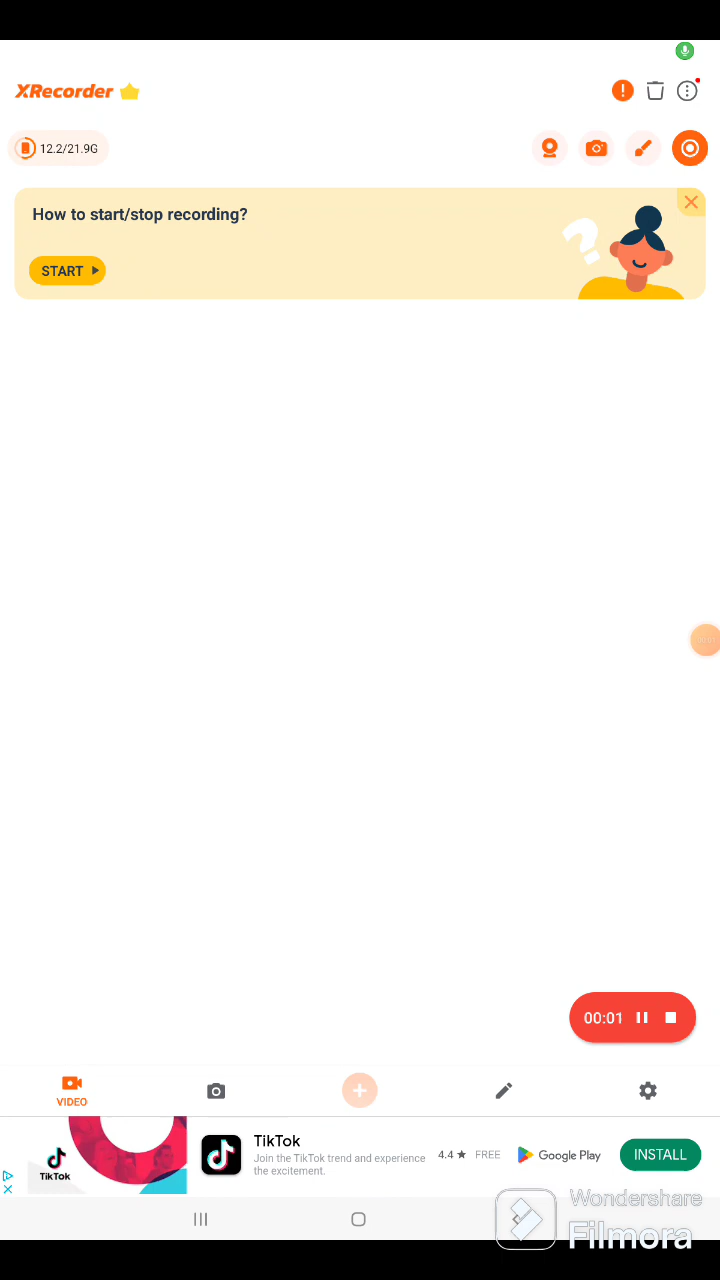 XRecorder
12.2/21.9G
How to start/stop recording?
START
00:01
VIDEO
TikTok
TikTok
Join the TikTok trend and experience
the excitement.
4.4 ★ FREE
Google Play
INSTALL
Wondershare
Filmora